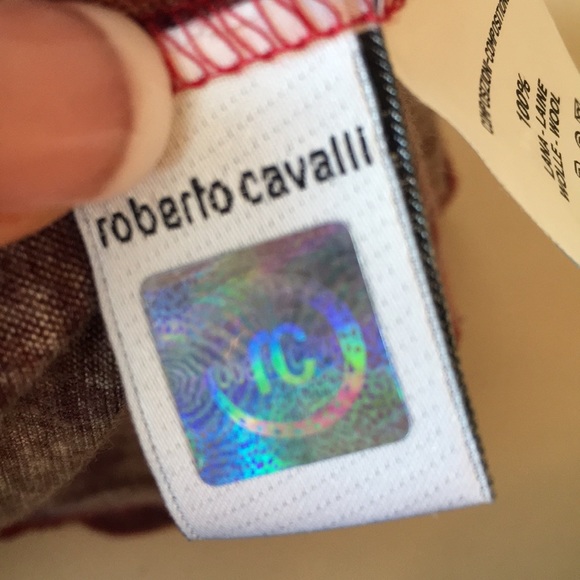 roberto cavalli
rc
COMPOSIZIONE-COMPOSITION
100%
LANA - LAINE
WOLLE - WOOL